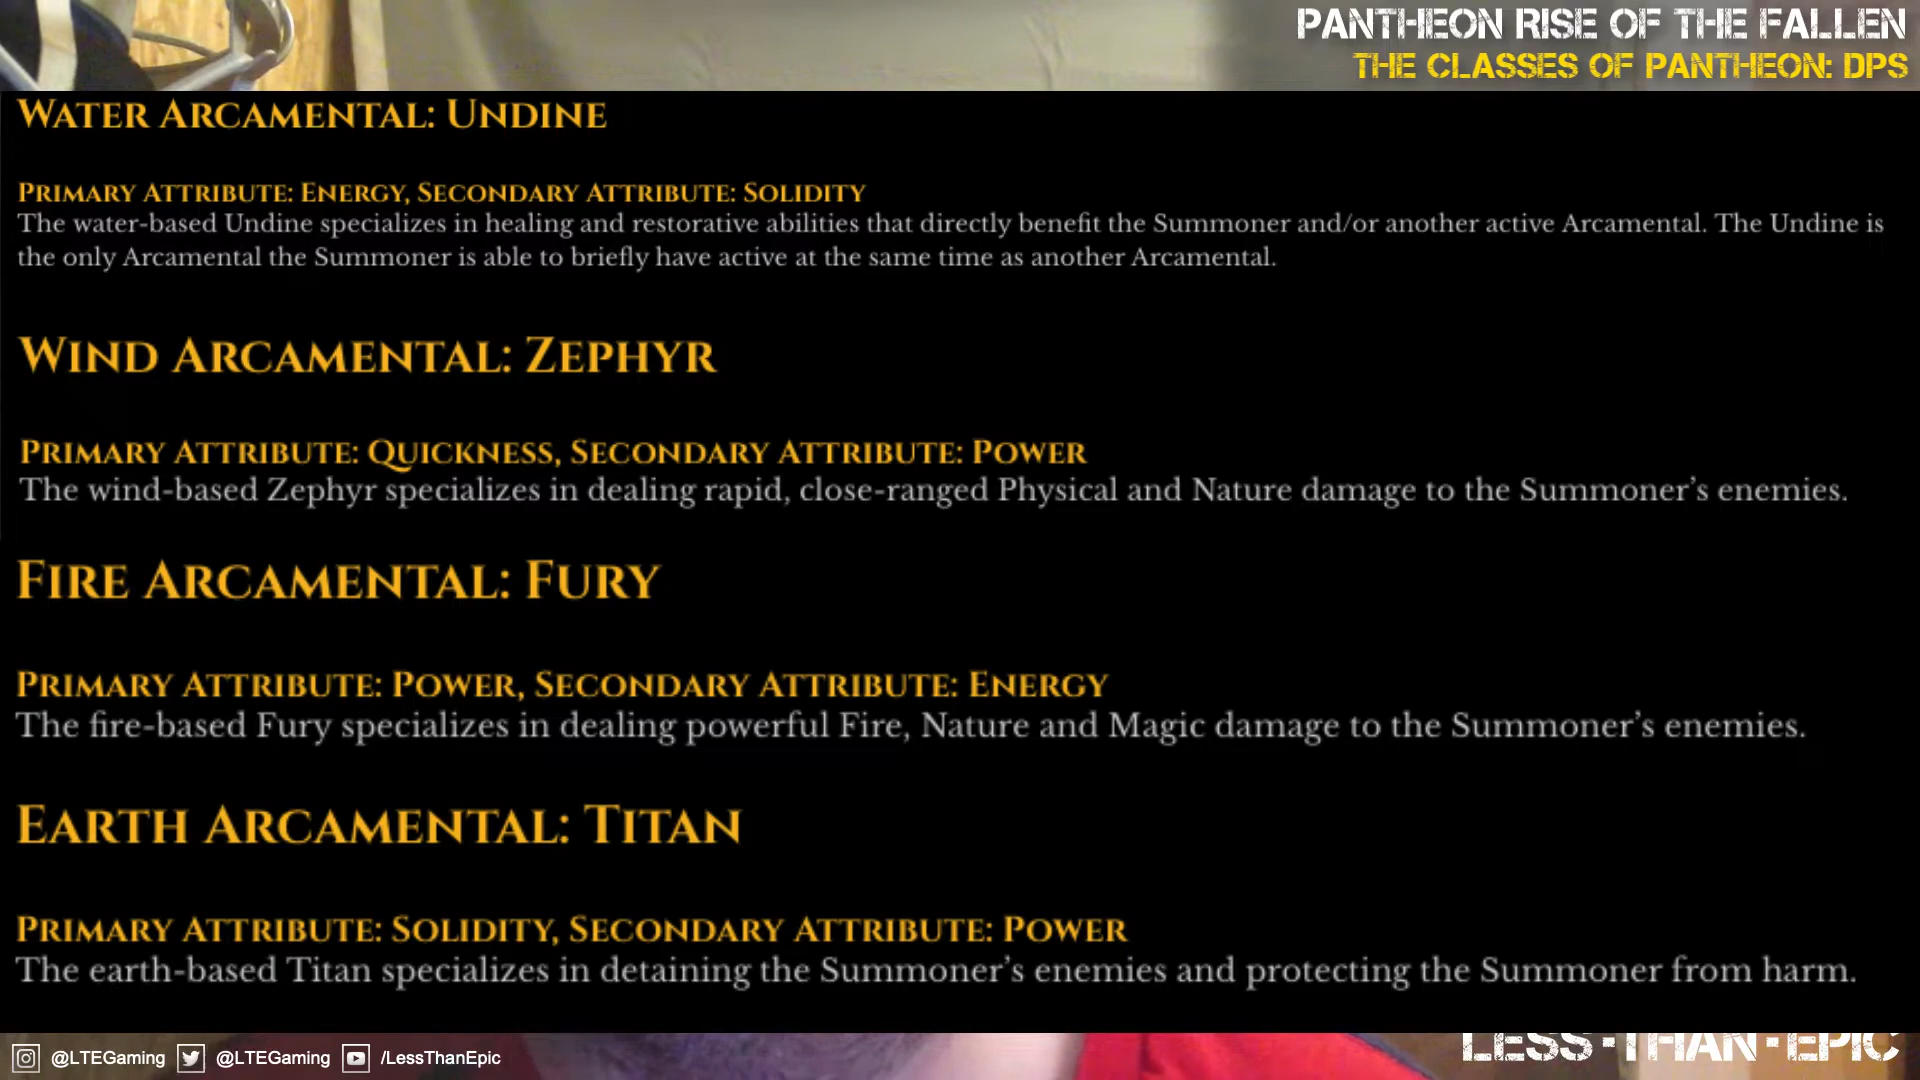 PANTHEON RISE OF THE FALLEN
THE CLASSES OF PANTHEON: DPS
WATER ARCAMENTAL: UNDINE
PRIMARY ATTRIBUTE: ENERGY, SECONDARY ATTRIBUTE: SOLIDITY
The water-based Undine specializes in healing and restorative abilities that directly benefit the Summoner and/or another active Arcamental. The Undine is
the only Arcamental the Summoner is able to briefly have active at the same time as another Arcamental.
WIND ARCAMENTAL: ZEPHYR
PRIMARY ATTRIBUTE: QUICKNESS, SECONDARY ATTRIBUTE: POWER
The wind-based Zephyr specializes in dealing rapid, close-ranged Physical and Nature damage to the Summoner’s enemies.
FIRE ARCAMENTAL: FURY
PRIMARY ATTRIBUTE: POWER, SECONDARY ATTRIBUTE: ENERGY
The fire-based Fury specializes in dealing powerful Fire, Nature and Magic damage to the Summoner’s enemies.
EARTH ARCAMENTAL: TITAN
PRIMARY ATTRIBUTE: SOLIDITY, SECONDARY ATTRIBUTE: POWER
The earth-based Titan specializes in detaining the Summoner’s enemies and protecting the Summoner from harm.
@LTEGaming @LTEGaming /LessThanEpic
LESS-THAN-EPIC